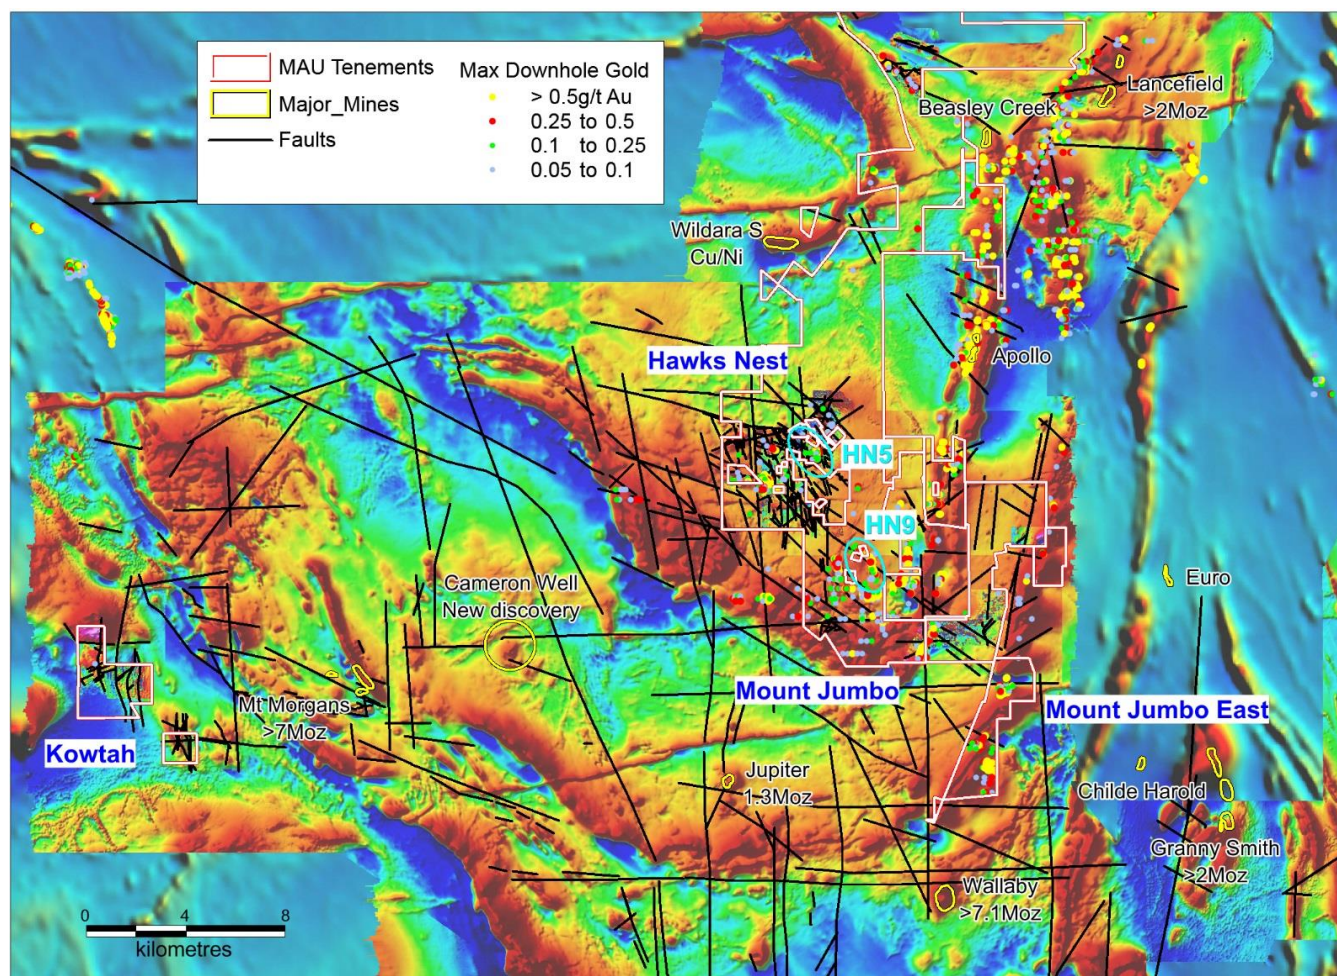 MAU Tenements
Major_Mines
Faults
Max Downhole Gold
> 0.5g/t Au
0.25 to 0.5
0.1 to 0.25
0.05 to 0.1
Lancefield
>2Moz
Beasley Creek
Wildara S
Cu/Ni
Apollo
Hawks Nest
HN5
HN9
Cameron Well
New discovery
Euro
Mount Jumbo
Mount Jumbo East
Mt Morgans
>7Moz
Kowtah
Jupiter
1.3Moz
Childe Harold
Granny Smith
>2Moz
Wallaby
>7.1Moz
0 4 8
kilometres